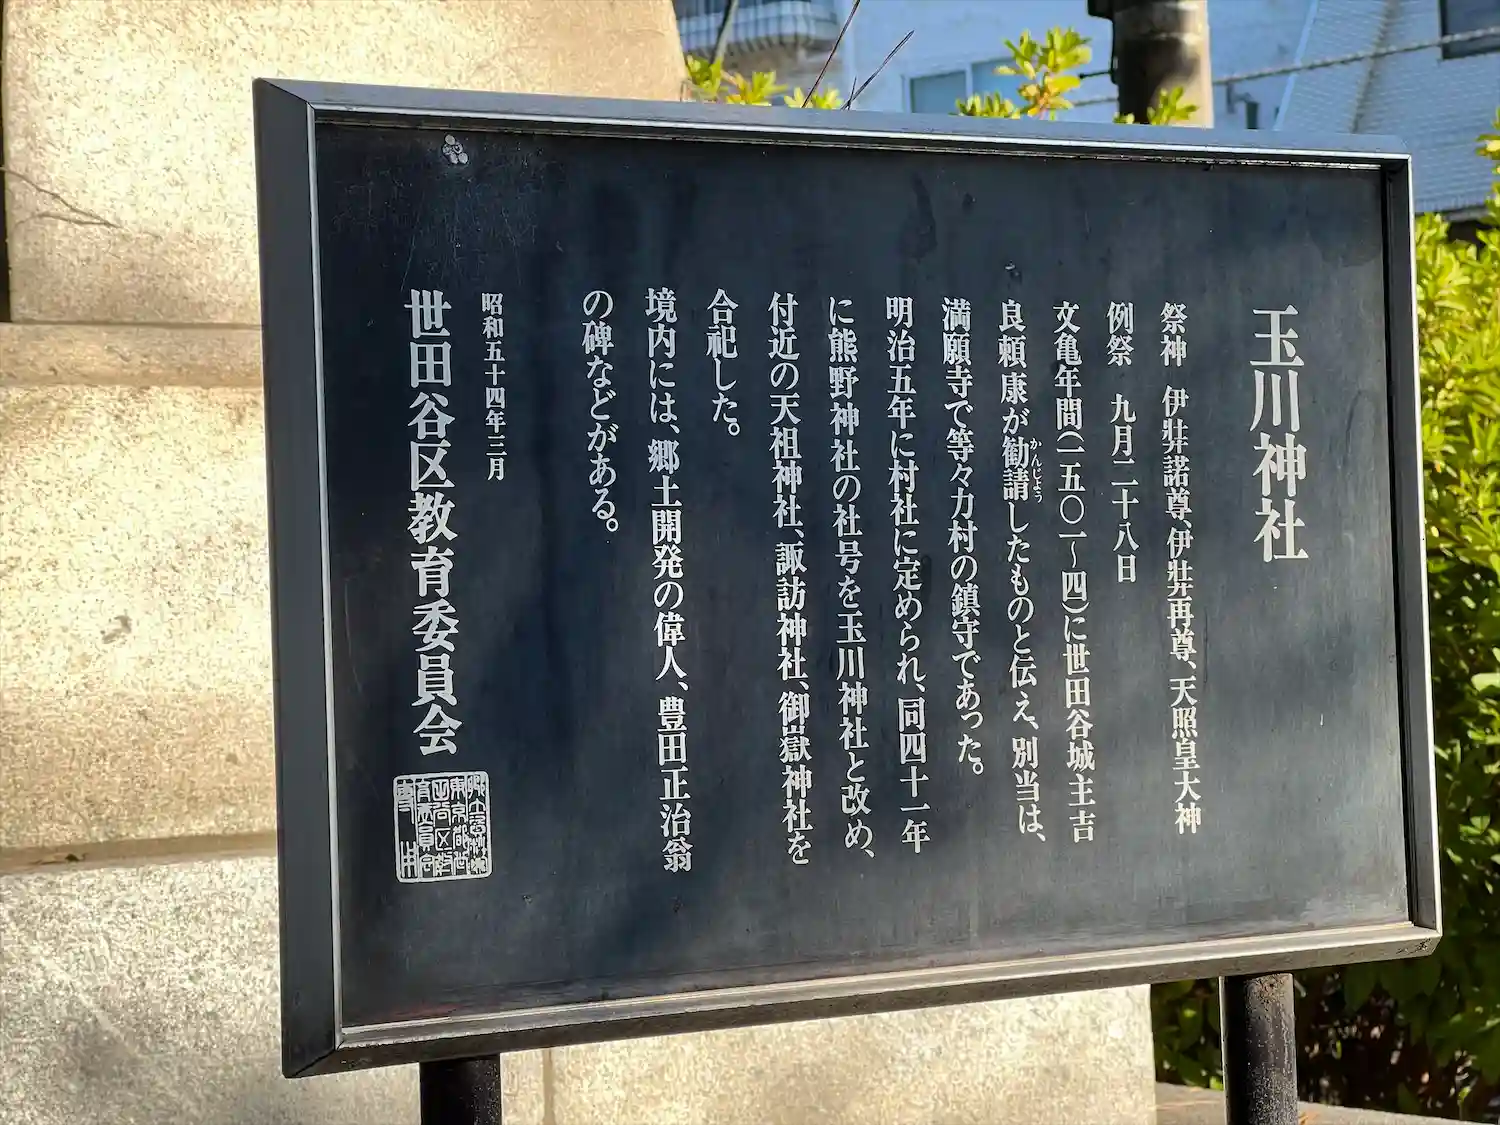 玉川神社
祭神 伊弉諾尊、伊弉再尊、天照皇大神
例祭 九月二十八日
文亀年間(一五〇一〜四)に世田谷城主吉
良頼康が勧請したものと伝え、別当は、
かんじょう
満願寺で等々力村の鎮守であった。
明治五年に村社に定められ、同四十一年
に熊野神社の社号を玉川神社と改め、
付近の天祖神社、諏訪神社、御嶽神社を
合祀した。
境内には、郷土開発の偉人、豊田正治翁
の碑などがある。
昭和五十四年三月
世田谷区教育委員会